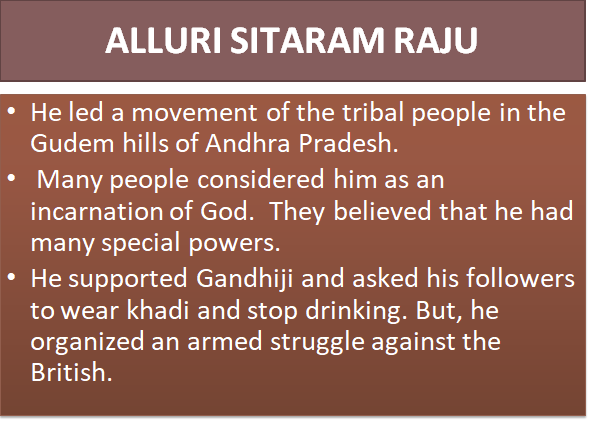 ALLURI SITARAM RAJU
• He led a movement of the tribal people in the
Gudem hills of Andhra Pradesh.
• Many people considered him as an
incarnation of God.  They believed that he had
many special powers.
• He supported Gandhiji and asked his followers
to wear khadi and stop drinking. But, he
organized an armed struggle against the
British.